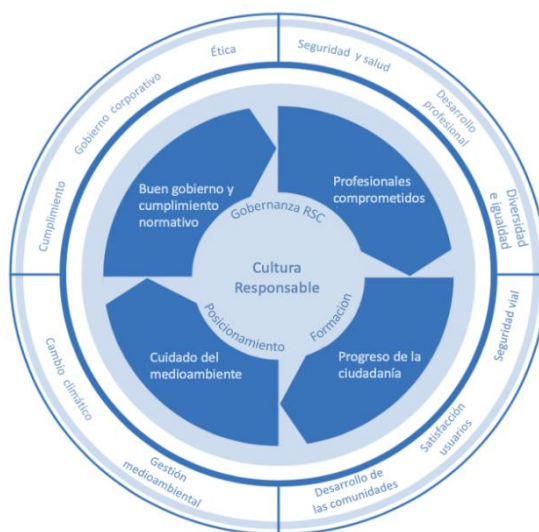 Ética
Gobierno corporativo
Cumplimiento
Seguridad y salud
Desarrollo
profesional
Diversidad
e igualdad
Buen gobierno y
cumplimiento
normativo
Profesionales
comprometidos
Gobernanza RSC
Cultura
Responsable
Posicionamiento
Formación
Cuidado del
medioambiente
Progreso de la
ciudadanía
Seguridad vial
Satisfacción
usuarios
Desarrollo de
las comunidades
Cambio climático
Gestión
medioambiental